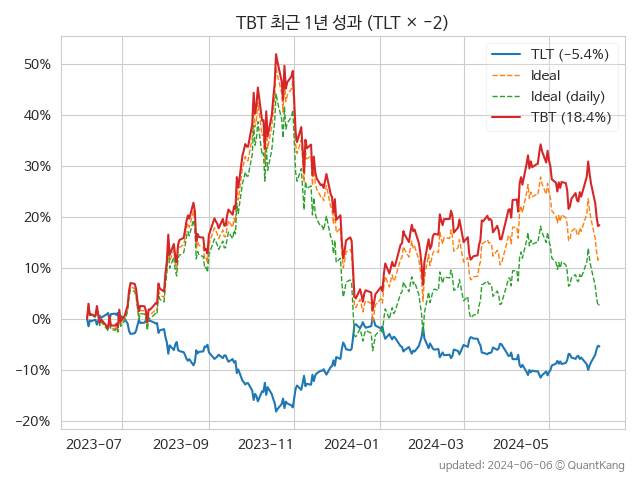 TBT 최근 1년 성과 (TLT × −2)
50%
40%
30%
20%
10%
0%
−10%
−20%
TLT (−5.4%)
Ideal
Ideal (daily)
TBT (18.4%)
2023-07 2023-09 2023-11 2024-01 2024-03 2024-05
updated: 2024-06-06 © QuantKang